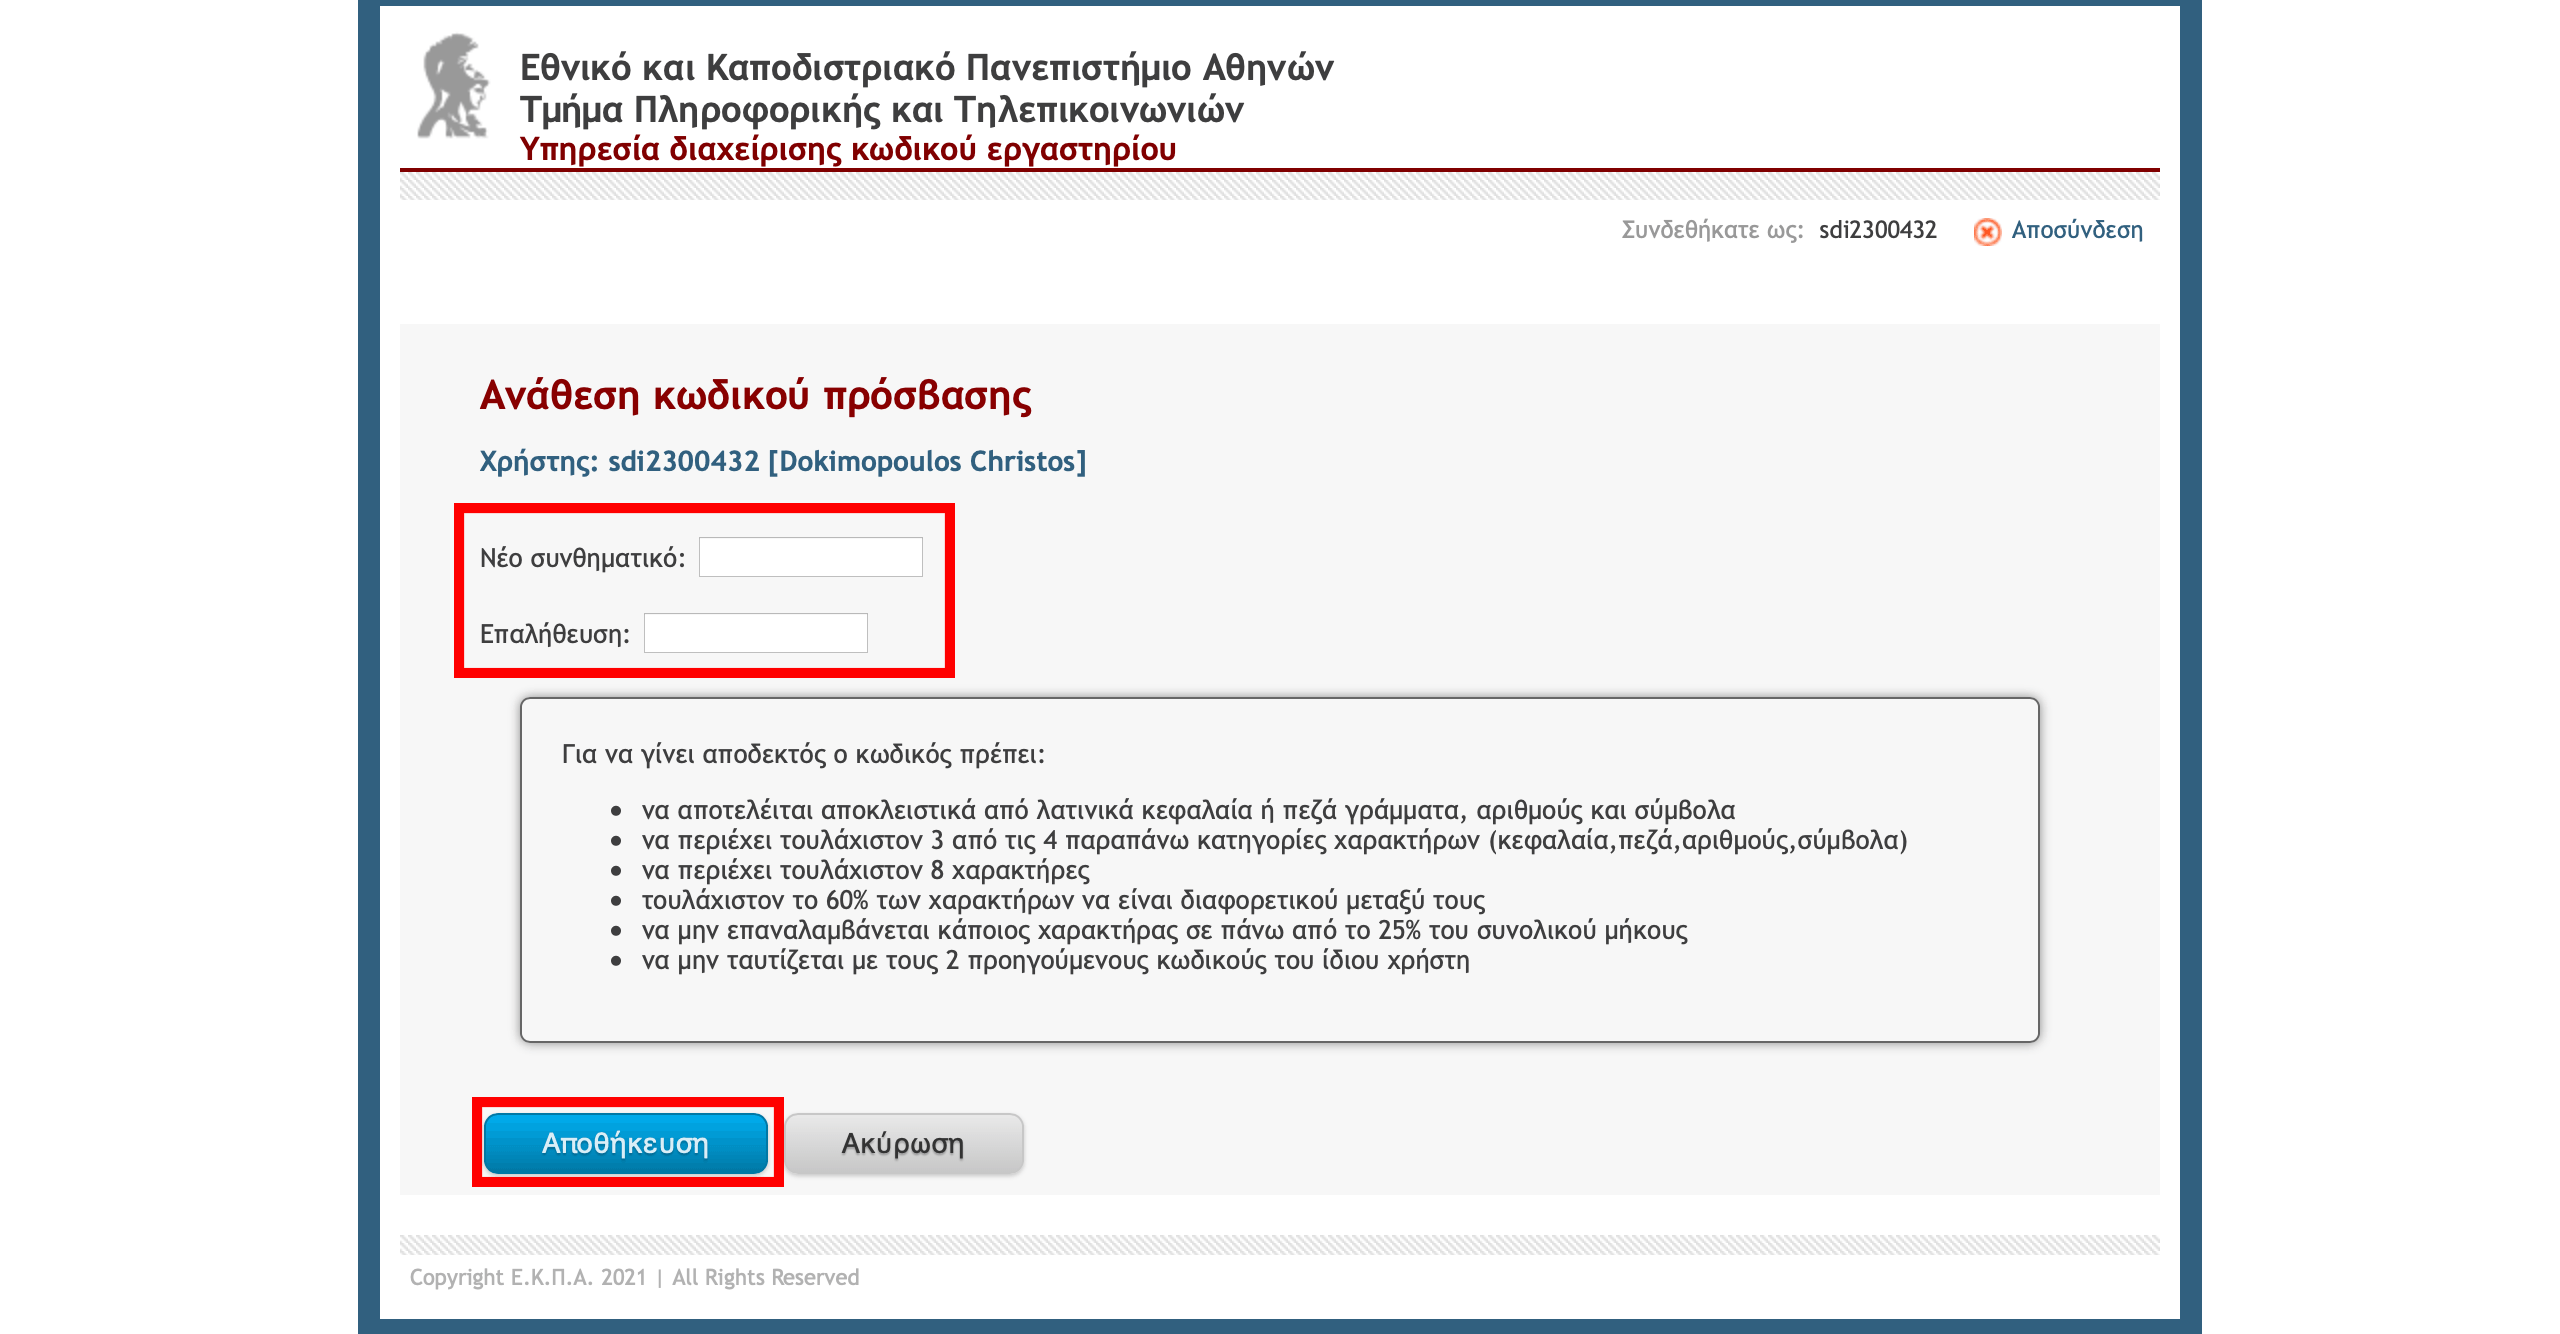 Εθνικό και Καποδιστριακό Πανεπιστήμιο Αθηνών
Τμήμα Πληροφορικής και Τηλεπικοινωνιών
Υπηρεσία διαχείρισης κωδικού εργαστηρίου
Συνδεθήκατε ως: sdi2300432 Αποσύνδεση
Ανάθεση κωδικού πρόσβασης
Χρήστης: sdi2300432 [Dokimopoulos Christos]
Νέο συνθηματικό:
Επαλήθευση:
Για να γίνει αποδεκτός ο κωδικός πρέπει:
• να αποτελέιται αποκλειστικά από λατινικά κεφαλαία ή πεζά γράμματα, αριθμούς και σύμβολα
• να περιέχει τουλάχιστον 3 από τις 4 παραπάνω κατηγορίες χαρακτήρων (κεφαλαία,πεζά,αριθμούς,σύμβολα)
• να περιέχει τουλάχιστον 8 χαρακτήρες
• τουλάχιστον το 60% των χαρακτήρων να είναι διαφορετικού μεταξύ τους
• να μην επαναλαμβάνεται κάποιος χαρακτήρας σε πάνω από το 25% του συνολικού μήκους
• να μην ταυτίζεται με τους 2 προηγούμενους κωδικούς του ίδιου χρήστη
Αποθήκευση Ακύρωση
Copyright Ε.Κ.Π.Α. 2021 | All Rights Reserved